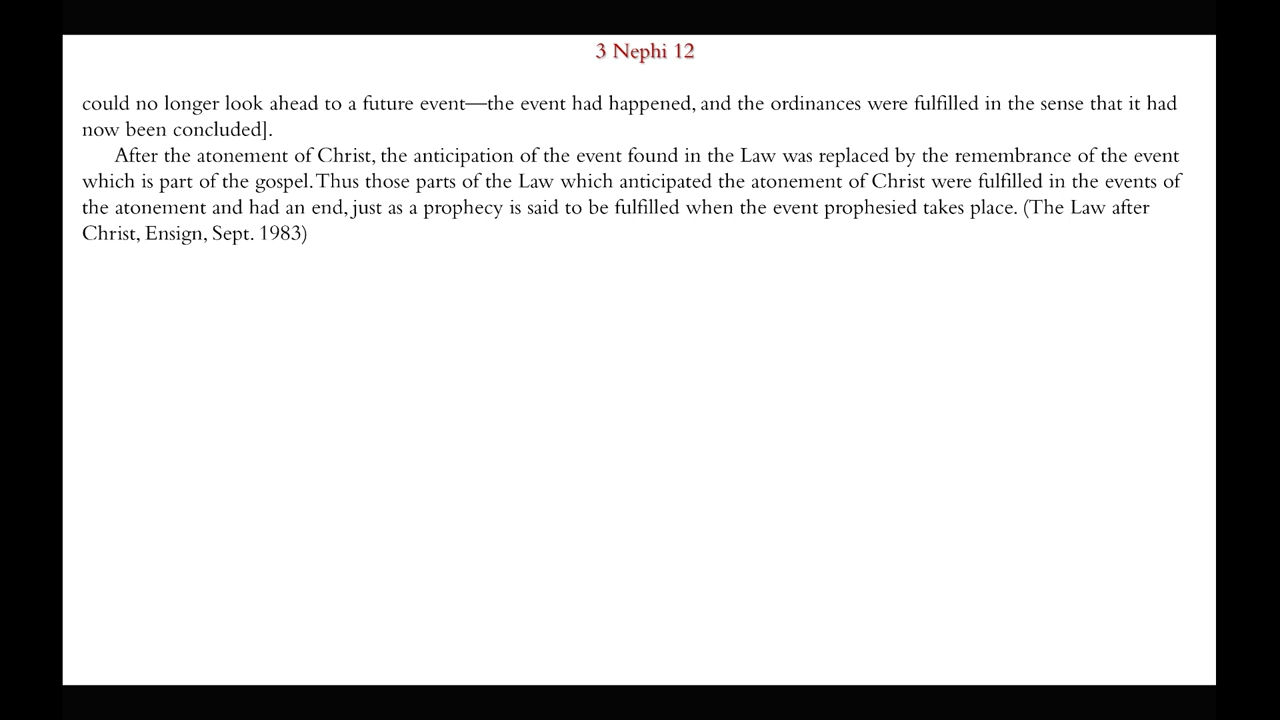 3 Nephi 12
could no longer look ahead to a future event—the event had happened, and the ordinances were fulfilled in the sense that it had
now been concluded].
After the atonement of Christ, the anticipation of the event found in the Law was replaced by the remembrance of the event
which is part of the gospel. Thus those parts of the Law which anticipated the atonement of Christ were fulfilled in the events of
the atonement and had an end, just as a prophecy is said to be fulfilled when the event prophesied takes place. (The Law after
Christ, Ensign, Sept. 1983)